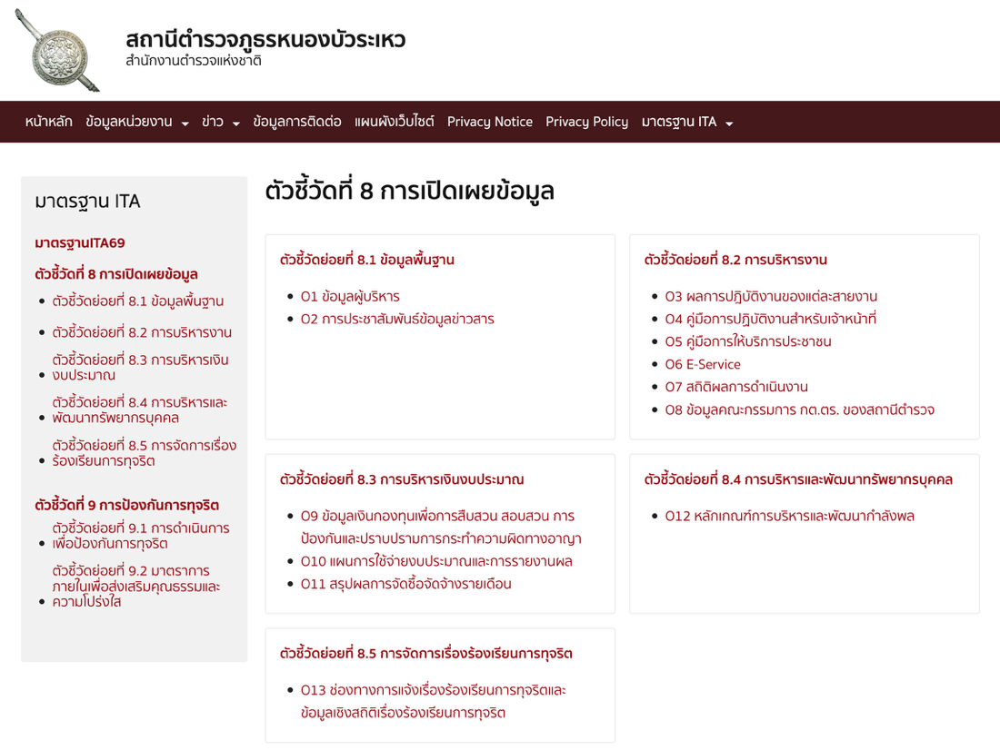 สถานีตำรวจภูธรหนองบัวระเหว
สำนักงานตำรวจแห่งชาติ
หน้าหลัก ข้อมูลหน่วยงาน ข่าว ข้อมูลการติดต่อ แผนผังเว็บไซต์ Privacy Notice Privacy Policy มาตรฐาน ITA
มาตรฐาน ITA
มาตรฐานITA69
ตัวชี้วัดที่ 8 การเปิดเผยข้อมูล
ตัวชี้วัดย่อยที่ 8.1 ข้อมูลพื้นฐาน
ตัวชี้วัดย่อยที่ 8.2 การบริหารงาน
ตัวชี้วัดย่อยที่ 8.3 การบริหารเงิน
งบประมาณ
ตัวชี้วัดย่อยที่ 8.4 การบริหารและ
พัฒนาทรัพยากรบุคคล
ตัวชี้วัดย่อยที่ 8.5 การจัดการเรื่อง
ร้องเรียนการทุจริต
ตัวชี้วัดที่ 9 การป้องกันการทุจริต
ตัวชี้วัดย่อยที่ 9.1 การดำเนินการ
เพื่อป้องกันการทุจริต
ตัวชี้วัดย่อยที่ 9.2 มาตราการ
ภายในเพื่อส่งเสริมคุณธรรมและ
ความโปร่งใส
ตัวชี้วัดที่ 8 การเปิดเผยข้อมูล
ตัวชี้วัดย่อยที่ 8.1 ข้อมูลพื้นฐาน
O1 ข้อมูลผู้บริหาร
O2 การประชาสัมพันธ์ข้อมูลข่าวสาร
ตัวชี้วัดย่อยที่ 8.2 การบริหารงาน
O3 ผลการปฎิบัติงานของแต่ละสายงาน
O4 คู่มือการปฏิบัติงานสำหรับเจ้าหน้าที่
O5 คู่มือการให้บริการประชาชน
O6 E-Service
O7 สถิติผลการดำเนินงาน
O8 ข้อมูลคณะกรรมการ กต.ตร. ของสถานีตำรวจ
ตัวชี้วัดย่อยที่ 8.3 การบริหารเงินงบประมาณ
O9 ข้อมูลเงินกองทุนเพื่อการสืบสวน สอบสวน การ
ป้องกันและปราบปรามการกระทำความผิดทางอาญา
O10 แผนการใช้จ่ายงบประมาณและการรายงานผล
O11 สรุปผลการจัดซื้อจัดจ้างรายเดือน
ตัวชี้วัดย่อยที่ 8.4 การบริหารและพัฒนาทรัพยากรบุคคล
O12 หลักเกณฑ์การบริหารและพัฒนากำลังพล
ตัวชี้วัดย่อยที่ 8.5 การจัดการเรื่องร้องเรียนการทุจริต
O13 ช่องทางการแจ้งเรื่องร้องเรียนการทุจริตและ
ข้อมูลเชิงสถิติเรื่องร้องเรียนการทุจริต